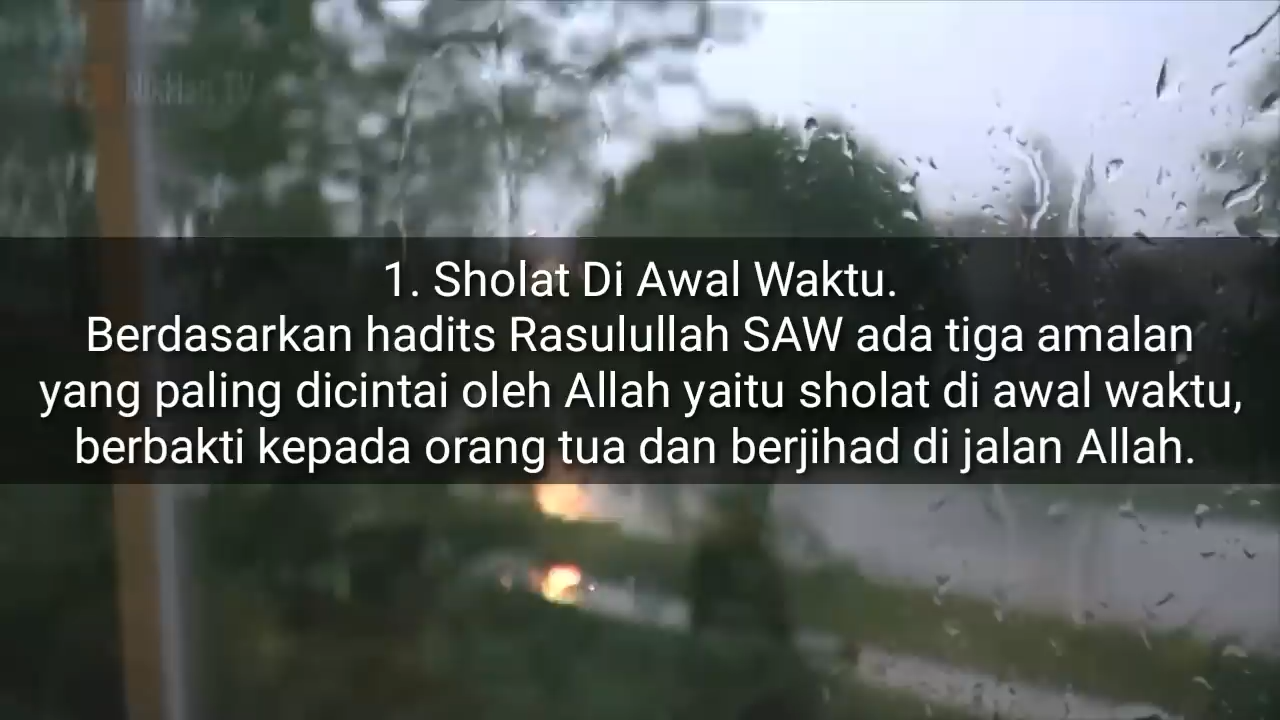 1. Sholat Di Awal Waktu.
Berdasarkan hadits Rasulullah SAW ada tiga amalan
yang paling dicintai oleh Allah yaitu sholat di awal waktu,
berbakti kepada orang tua dan berjihad di jalan Allah.